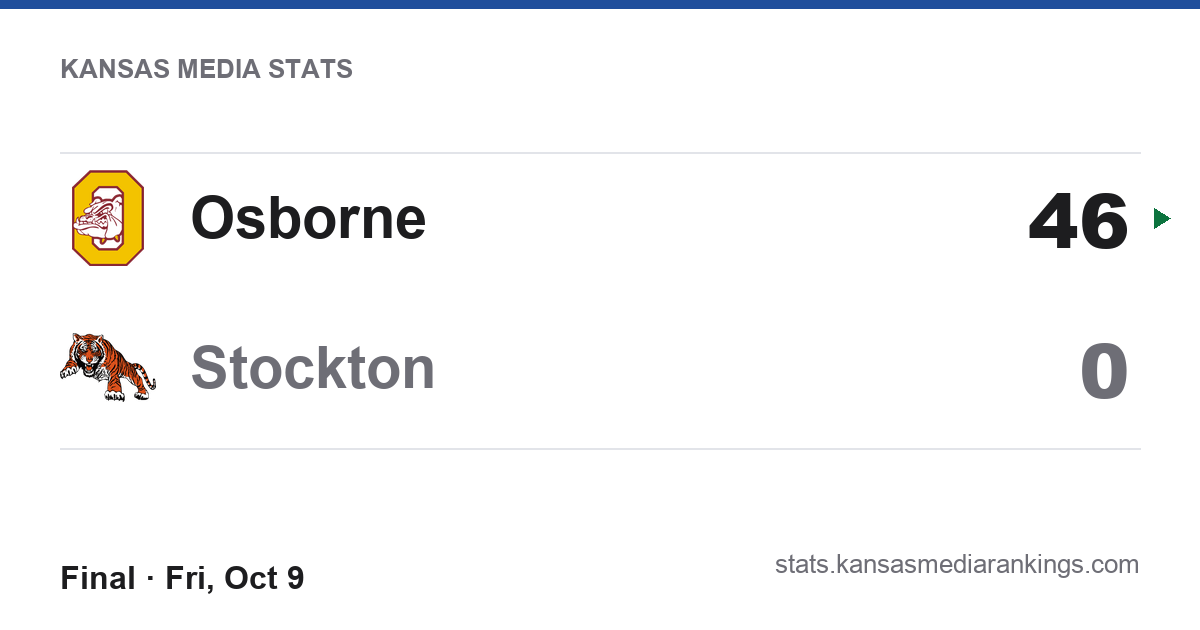 KANSAS MEDIA STATS
Osborne 46
Stockton 0
Final · Fri, Oct 9
stats.kansasmediarankings.com